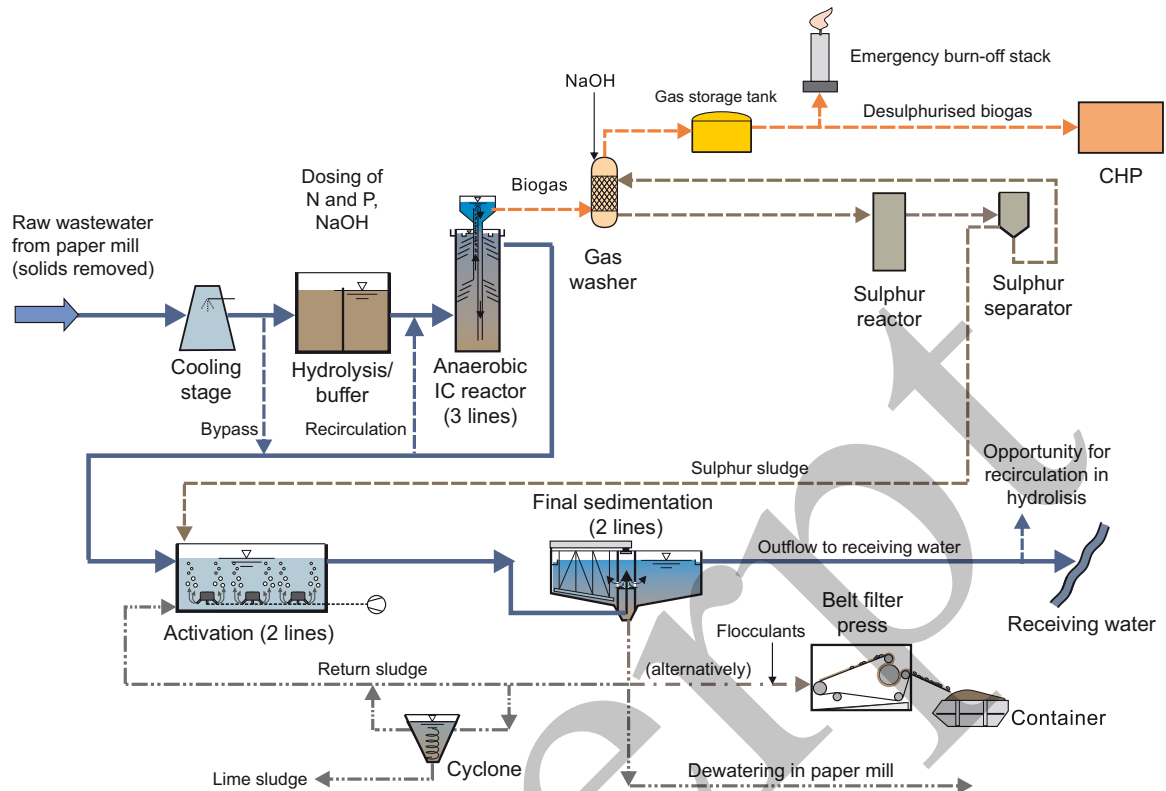 Emergency burn-off stack
NaOH
Gas storage tank
Desulphurised biogas
CHP
Dosing of
N and P,
NaOH
Biogas
Gas
washer
Raw wastewater
from paper mill
(solids removed)
Sulphur
reactor
Sulphur
separator
Cooling
stage
Hydrolysis/
buffer
Anaerobic
IC reactor
(3 lines)
Bypass
Recirculation
Sulphur sludge
Opportunity for
recirculation in
hydrolisis
Final sedimentation
(2 lines)
Outflow to receiving water
Receiving water
Activation (2 lines)
Belt filter
press
Flocculants
Return sludge
(alternatively)
Container
Cyclone
Lime sludge
Dewatering in paper mill
erpt